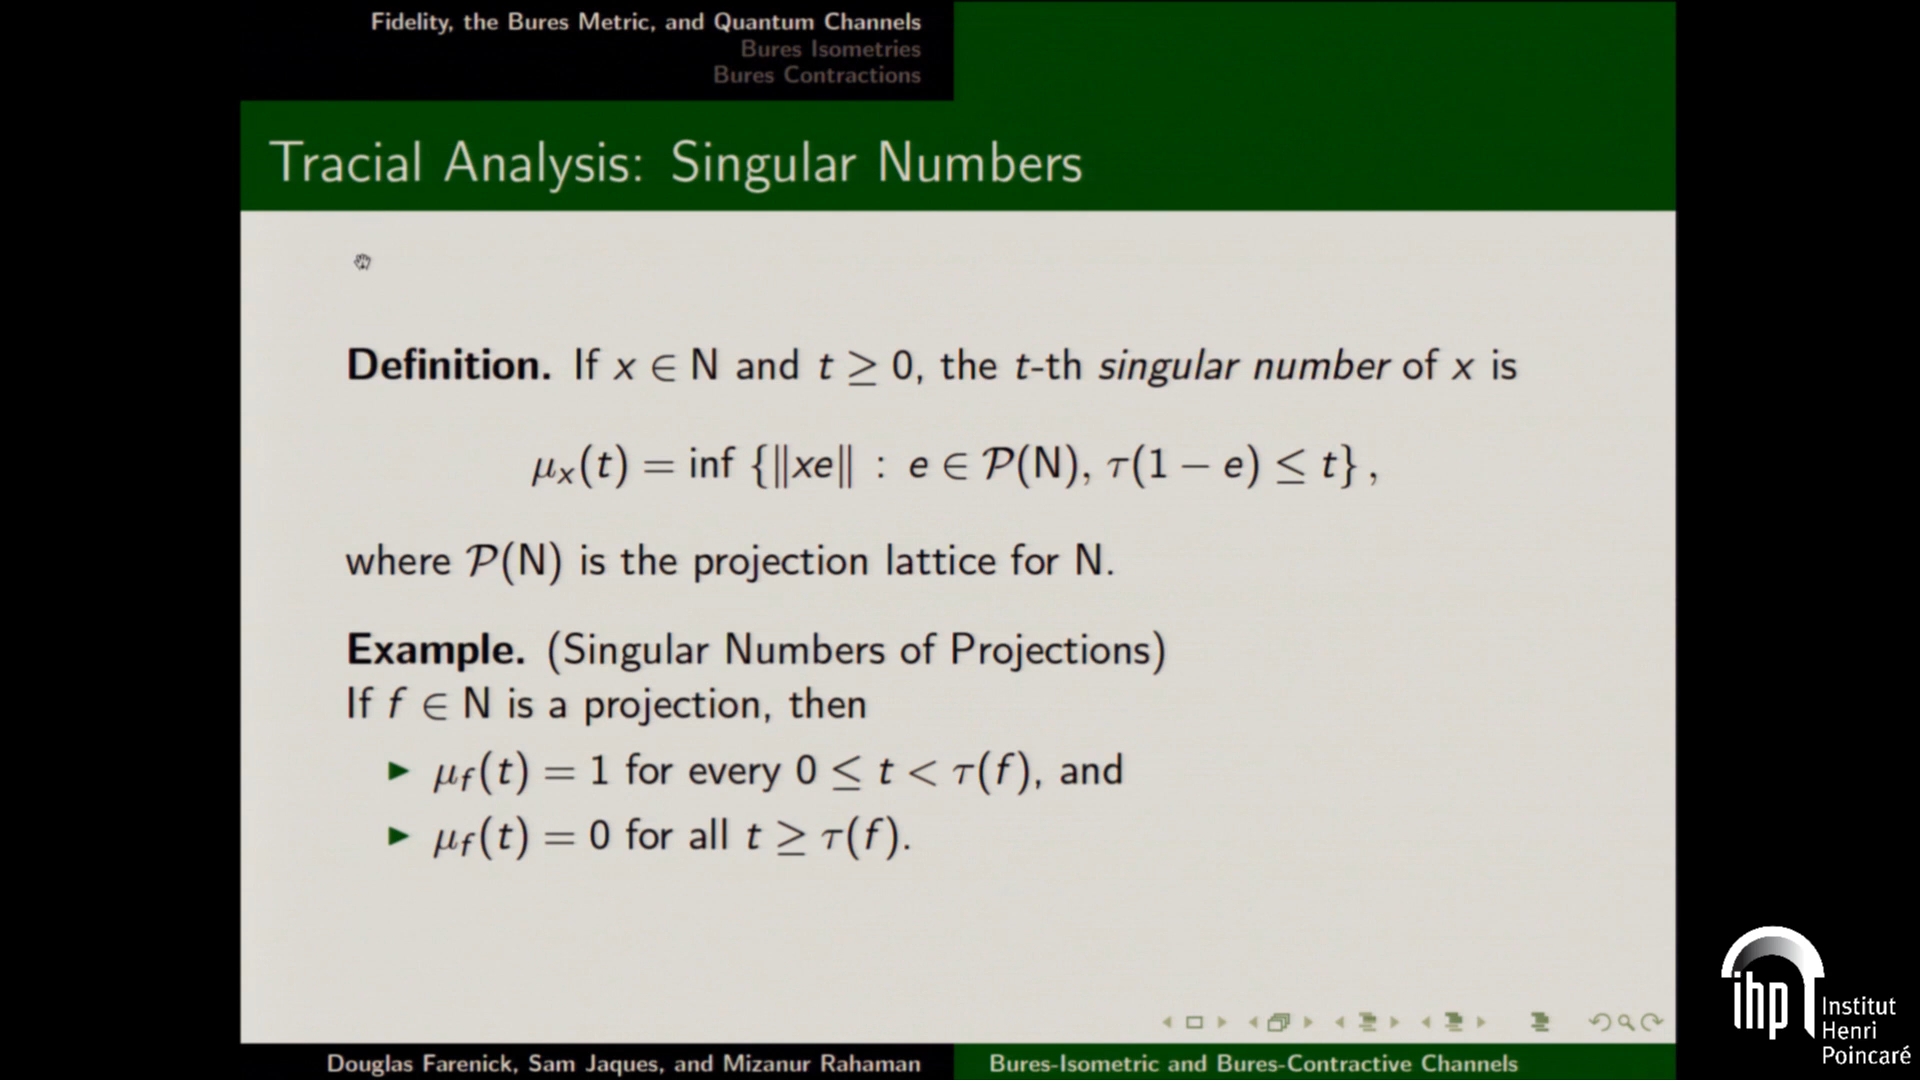 Fidelity, the Bures Metric, and Quantum Channels
Bures Isometries
Bures Contractions
Tracial Analysis: Singular Numbers
Definition. If x ∈ N and t ≥ 0, the t-th singular number of x is
μₓ(t) = inf {‖xe‖ : e ∈ 𝒫(N), τ(1 − e) ≤ t} ,
where 𝒫(N) is the projection lattice for N.
Example. (Singular Numbers of Projections)
If f ∈ N is a projection, then
▶ μ_f(t) = 1 for every 0 ≤ t < τ(f), and
▶ μ_f(t) = 0 for all t ≥ τ(f).
Douglas Farenick, Sam Jaques, and Mizanur Rahaman
Bures-Isometric and Bures-Contractive Channels
ihp
Institut
Henri
Poincaré